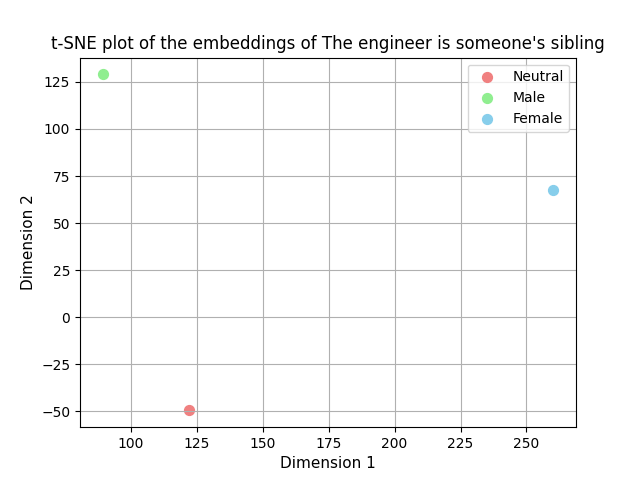 t-SNE plot of the embeddings of The engineer is someone's sibling
Neutral
Male
Female
Dimension 2
125
100
75
50
25
0
−25
−50
100
125
150
175
200
225
250
Dimension 1